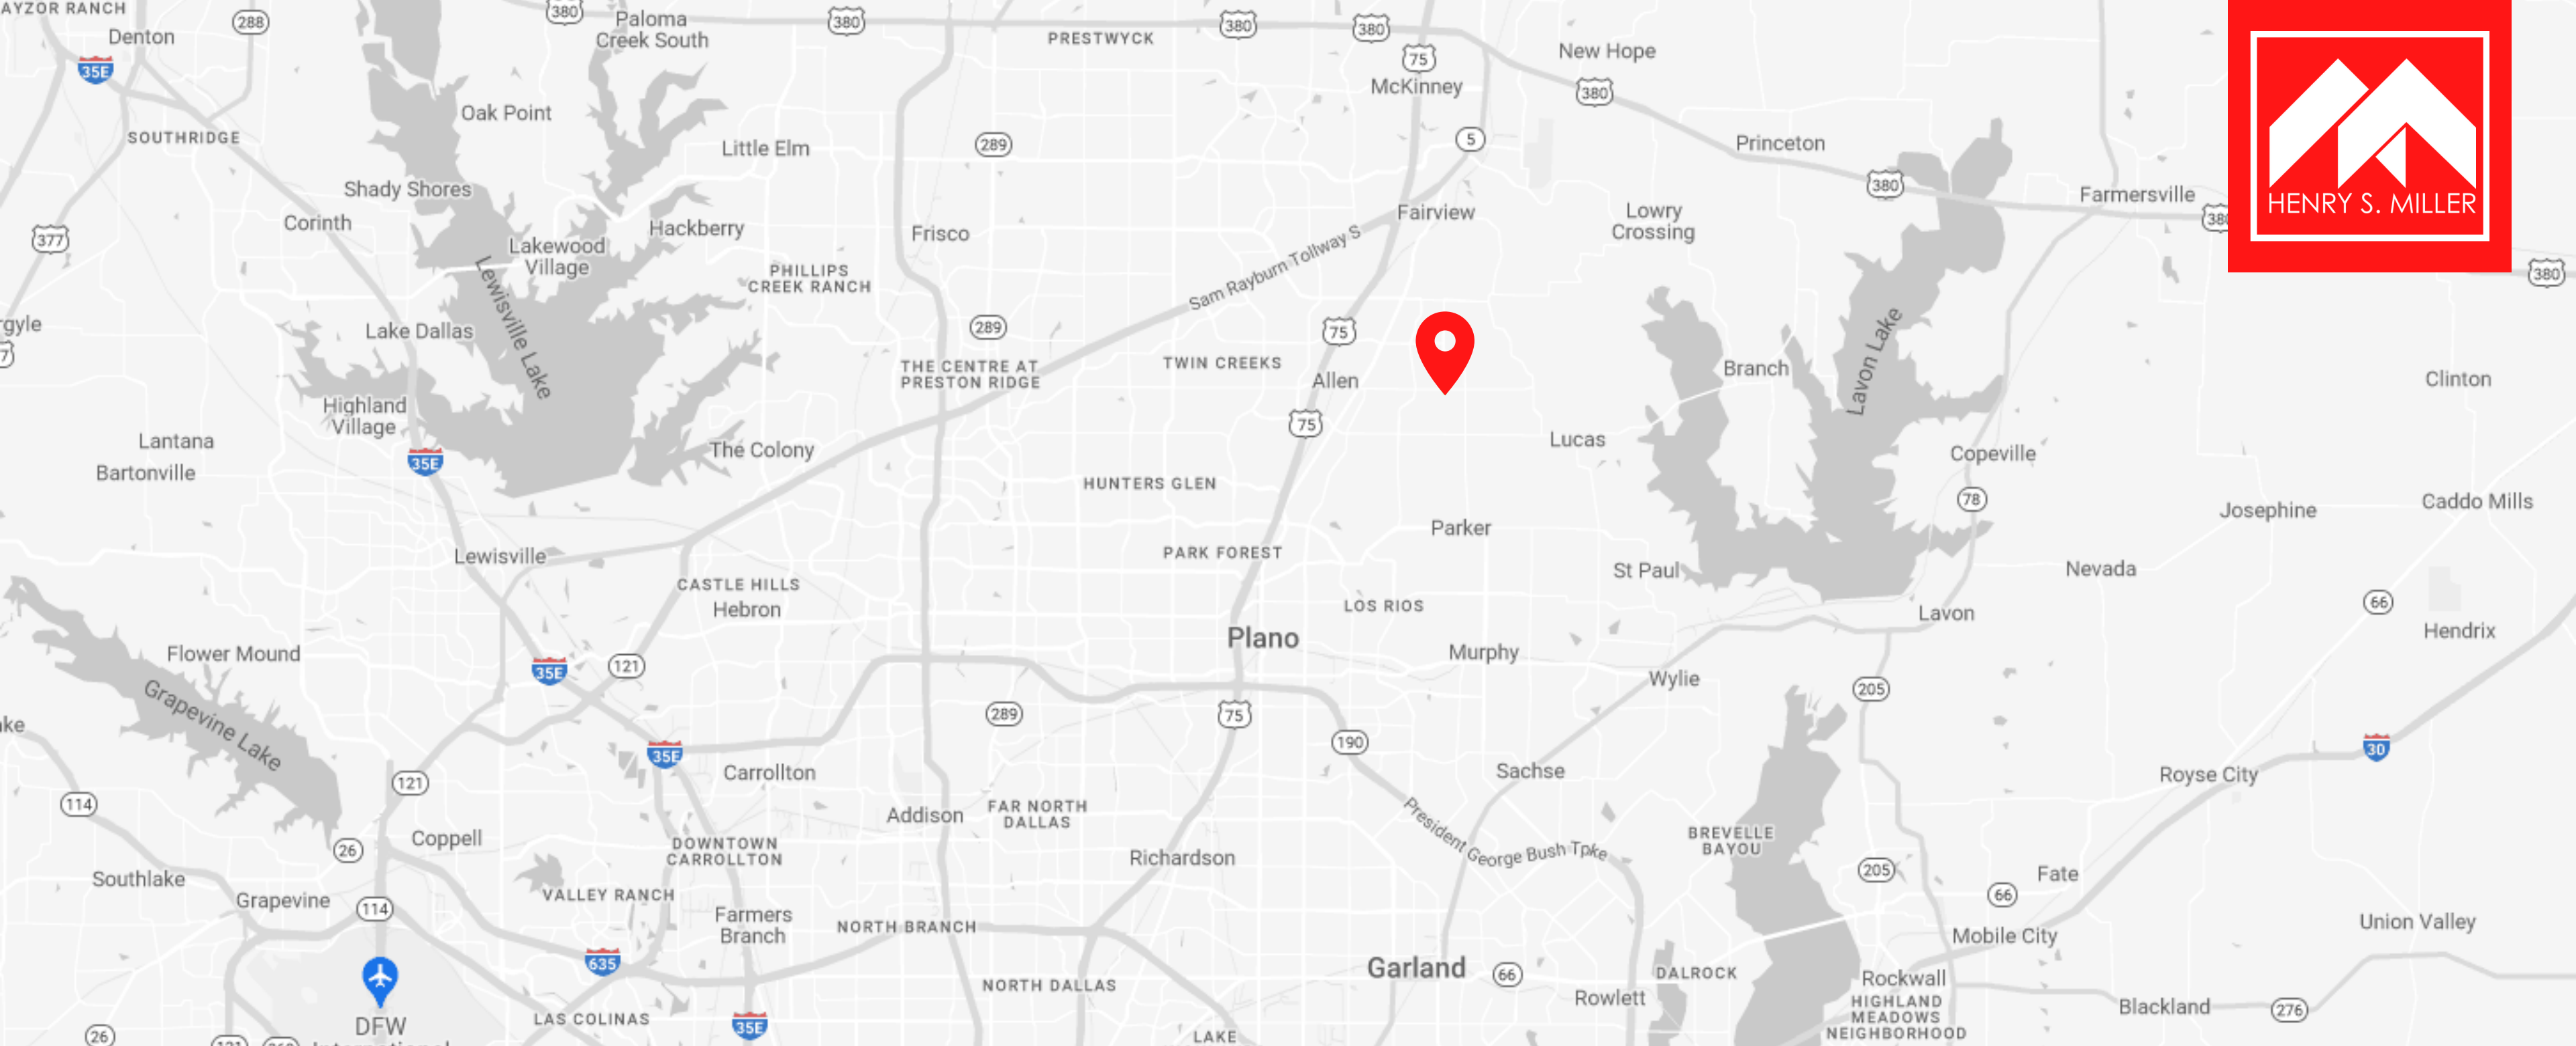 AYZOR RANCH
288
380
Paloma
Creek South
380
380
380
Denton
PRESTWYCK
New Hope
35E
75
McKinney
380
HENRY S. MILLER
Oak Point
SOUTHRIDGE
Little Elm
289
5
Princeton
Shady Shores
380
Farmersville
Corinth
377
Hackberry
Frisco
Fairview
Lowry
Crossing
380
Lakewood
Village
PHILLIPS
CREEK RANCH
Sam Rayburn Tollway S
380
Lewisville Lake
Lake Dallas
289
75
Lavon Lake
THE CENTRE AT
PRESTON RIDGE
TWIN CREEKS
Allen
Branch
Clinton
Highland
Village
75
Lantana
Lucas
The Colony
35E
Bartonville
Copeville
HUNTERS GLEN
78
Caddo Mills
Josephine
Parker
Lewisville
PARK FOREST
St Paul
Nevada
CASTLE HILLS
Hebron
LOS RIOS
66
Lavon
Hendrix
Plano
Flower Mound
Murphy
35E
121
Wylie
205
Grapevine Lake
289
75
190
35E
30
121
Carrollton
Sachse
Royse City
114
Addison
FAR NORTH
DALLAS
President George Bush Tpke
BREVELLE
BAYOU
Coppell
26
DOWNTOWN
CARROLLTON
Richardson
205
Fate
Southlake
Grapevine
VALLEY RANCH
66
114
Farmers
Branch
NORTH BRANCH
Union Valley
Mobile City
635
Garland
66
DALROCK
Rockwall
NORTH DALLAS
Rowlett
HIGHLAND
MEADOWS
NEIGHBORHOOD
Blackland
276
DFW
LAS COLINAS
35E
26
LAKE